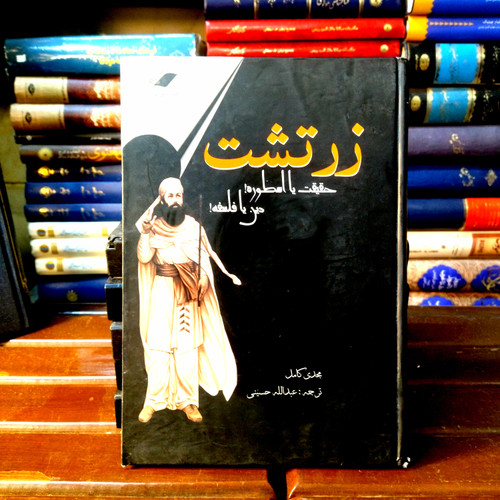 زرتشت
حقیقت یا اسطوره!
دین یا فلسفه!
مجدی کامل
ترجمه: عبدالله حسینی